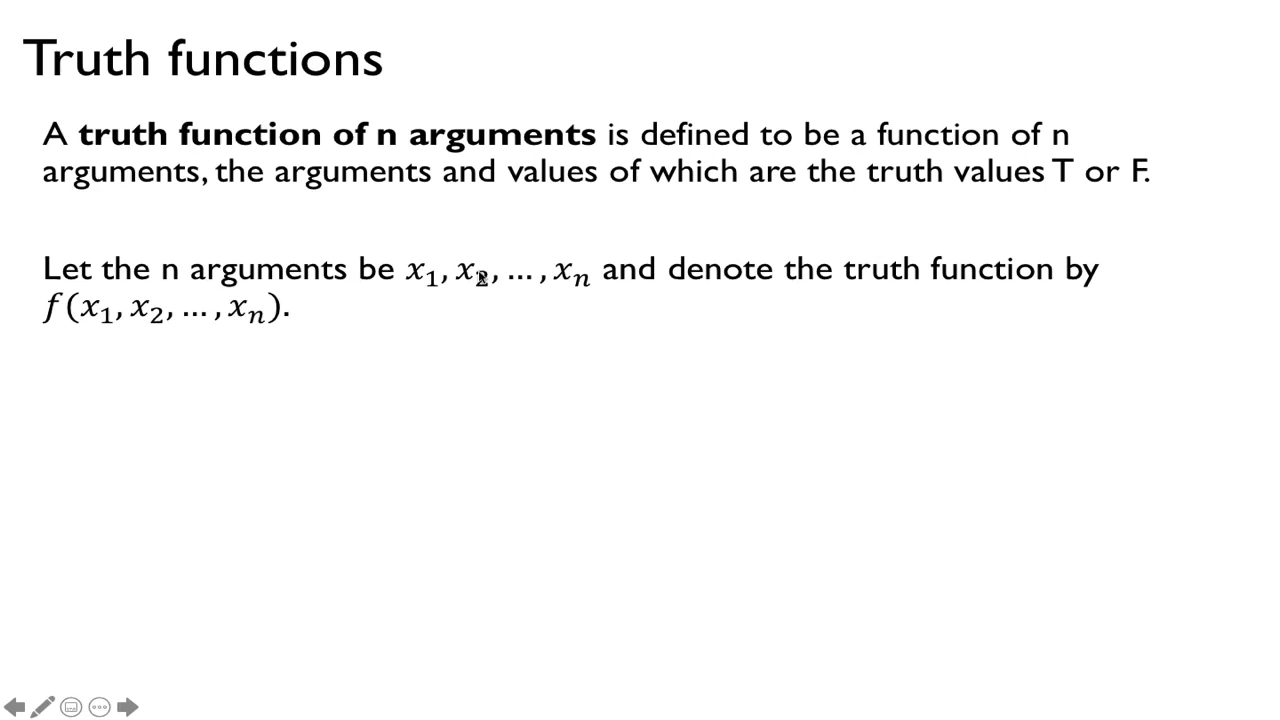 Truth functions
A truth function of n arguments is defined to be a function of n
arguments, the arguments and values of which are the truth values T or F.
Let the n arguments be x₁, x₂, … , xₙ and denote the truth function by
f(x₁, x₂, … , xₙ).